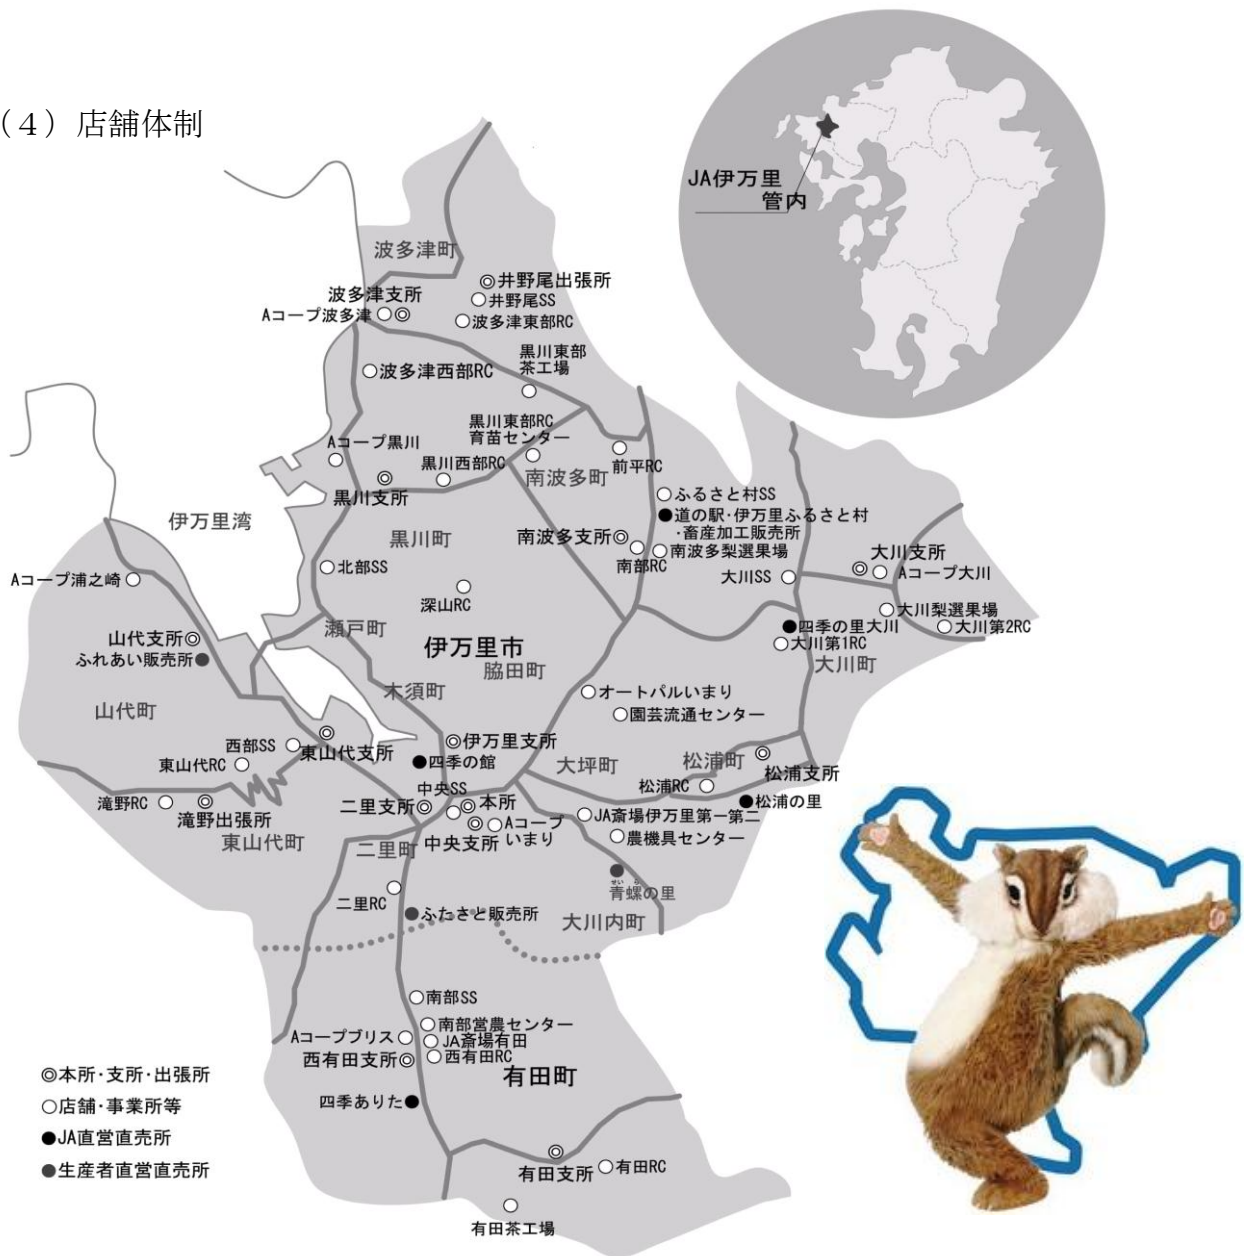 （４）店舗体制
JA伊万里
管内
波多津町
井野尾出張所
波多津支所
井野尾SS
Aコープ波多津
波多津東部RC
黒川東部
茶工場
波多津西部RC
黒川東部RC
育苗センター
Aコープ黒川
黒川西部RC
前平RC
南波多町
黒川支所
ふるさと村SS
道の駅･伊万里ふるさと村
･畜産加工販売所
伊万里湾
黒川町
南波多支所
南部RC
南波多梨選果場
大川支所
Aコープ大川
北部SS
大川SS
Aコープ浦之崎
深山RC
大川梨選果場
瀬戸町
四季の里大川
大川第2RC
山代支所
ふれあい販売所
伊万里市
大川第1RC
大川町
脇田町
木須町
オートパルいまり
山代町
園芸流通センター
西部SS
東山代支所
伊万里支所
東山代RC
四季の館
大坪町
松浦町
松浦支所
中央SS
松浦RC
滝野RC
滝野出張所
二里支所
本所
松浦の里
Aコープ
いまり
JA斎場伊万里第一第二
東山代町
二里町
中央支所
農機具センター
せい ら
青螺の里
二里RC
ふたさと販売所
大川内町
南部SS
南部営農センター
Aコープブリス
JA斎場有田
西有田支所
西有田RC
有田町
四季ありた
有田支所
有田RC
有田茶工場
◎本所･支所･出張所
○店舗･事業所等
●JA直営直売所
●生産者直営直売所